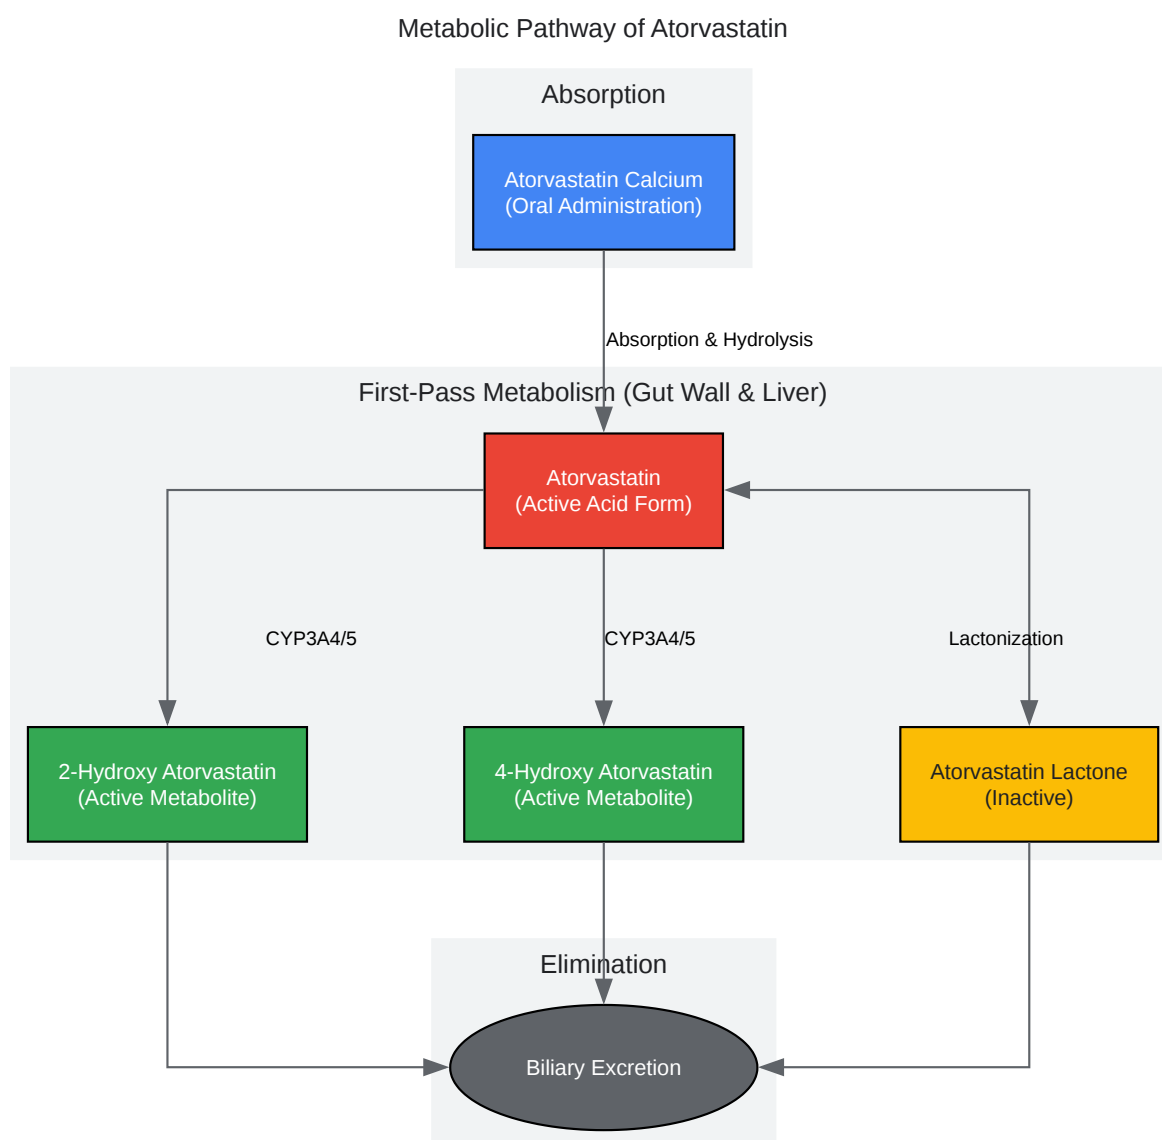 Metabolic Pathway of Atorvastatin
Absorption
Atorvastatin Calcium
(Oral Administration)
Absorption & Hydrolysis
First-Pass Metabolism (Gut Wall & Liver)
Atorvastatin
(Active Acid Form)
CYP3A4/5
CYP3A4/5
Lactonization
2-Hydroxy Atorvastatin
(Active Metabolite)
4-Hydroxy Atorvastatin
(Active Metabolite)
Atorvastatin Lactone
(Inactive)
Elimination
Biliary Excretion